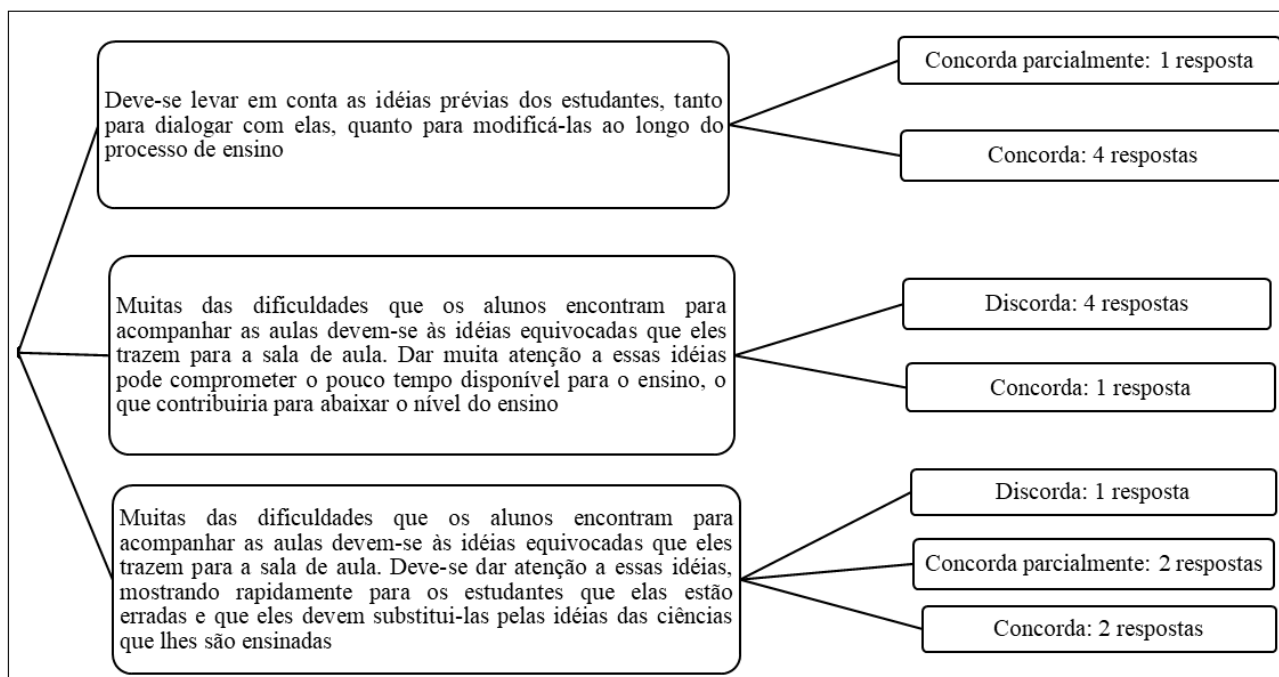 Deve-se levar em conta as idéias prévias dos estudantes, tanto
para dialogar com elas, quanto para modificá-las ao longo do
processo de ensino
Concorda parcialmente: 1 resposta
Concorda: 4 respostas
Muitas das dificuldades que os alunos encontram para
acompanhar as aulas devem-se às idéias equivocadas que eles
trazem para a sala de aula. Dar muita atenção a essas idéias
pode comprometer o pouco tempo disponível para o ensino, o
que contribuiria para abaixar o nível do ensino
Discorda: 4 respostas
Concorda: 1 resposta
Muitas das dificuldades que os alunos encontram para
acompanhar as aulas devem-se às idéias equivocadas que eles
trazem para a sala de aula. Deve-se dar atenção a essas idéias,
mostrando rapidamente para os estudantes que elas estão
erradas e que eles devem substitui-las pelas idéias das ciências
que lhes são ensinadas
Discorda: 1 resposta
Concorda parcialmente: 2 respostas
Concorda: 2 respostas